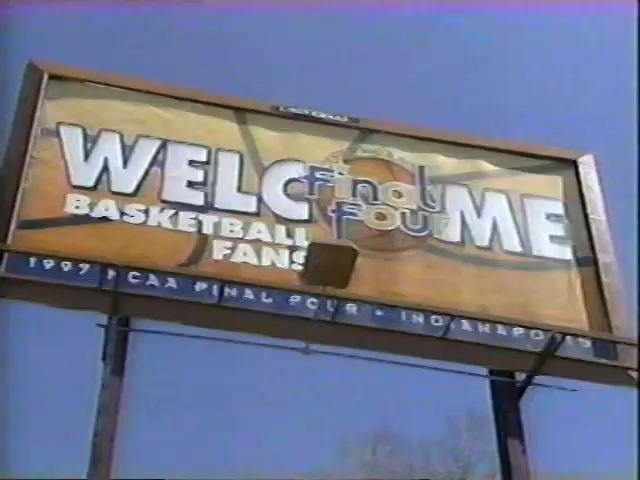 WELCOME
Final Four
BASKETBALL
FANS
1997 NCAA FINAL FOUR • INDIANAPOLIS